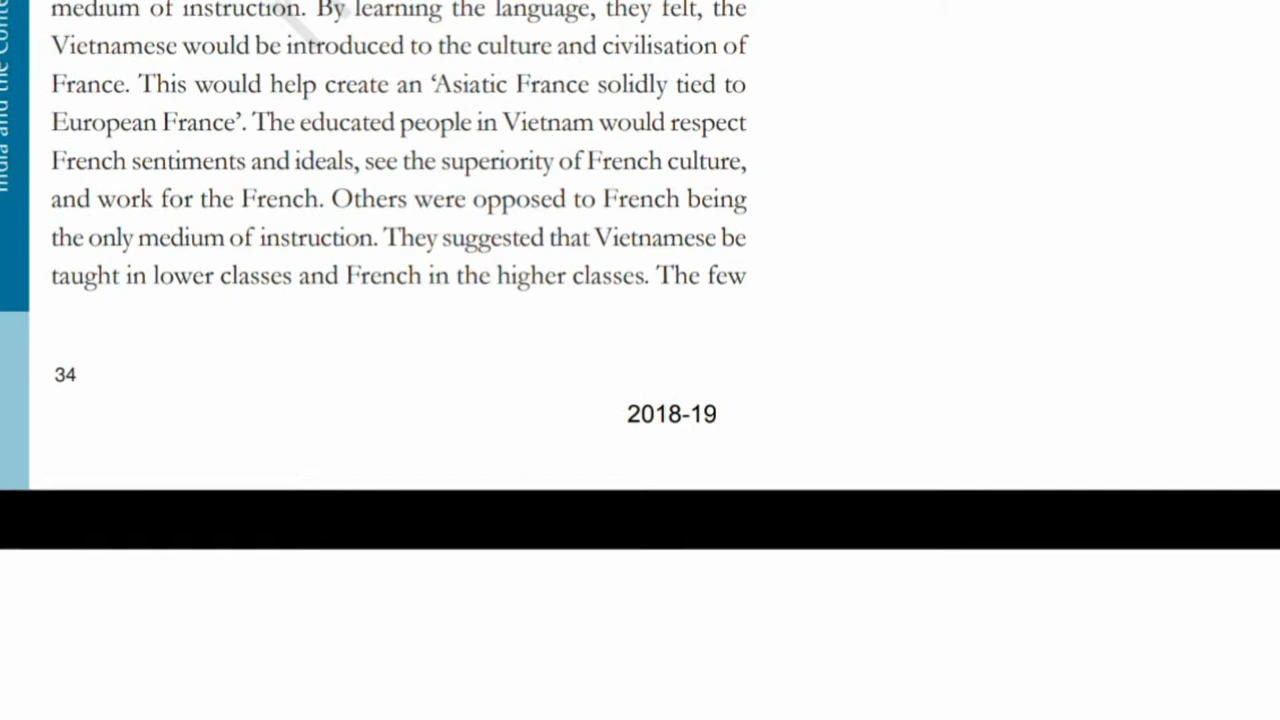 medium of instruction. By learning the language, they felt, the
Vietnamese would be introduced to the culture and civilisation of
France. This would help create an ‘Asiatic France solidly tied to
European France’. The educated people in Vietnam would respect
French sentiments and ideals, see the superiority of French culture,
and work for the French. Others were opposed to French being
the only medium of instruction. They suggested that Vietnamese be
taught in lower classes and French in the higher classes. The few
34
2018-19
India and the Conte